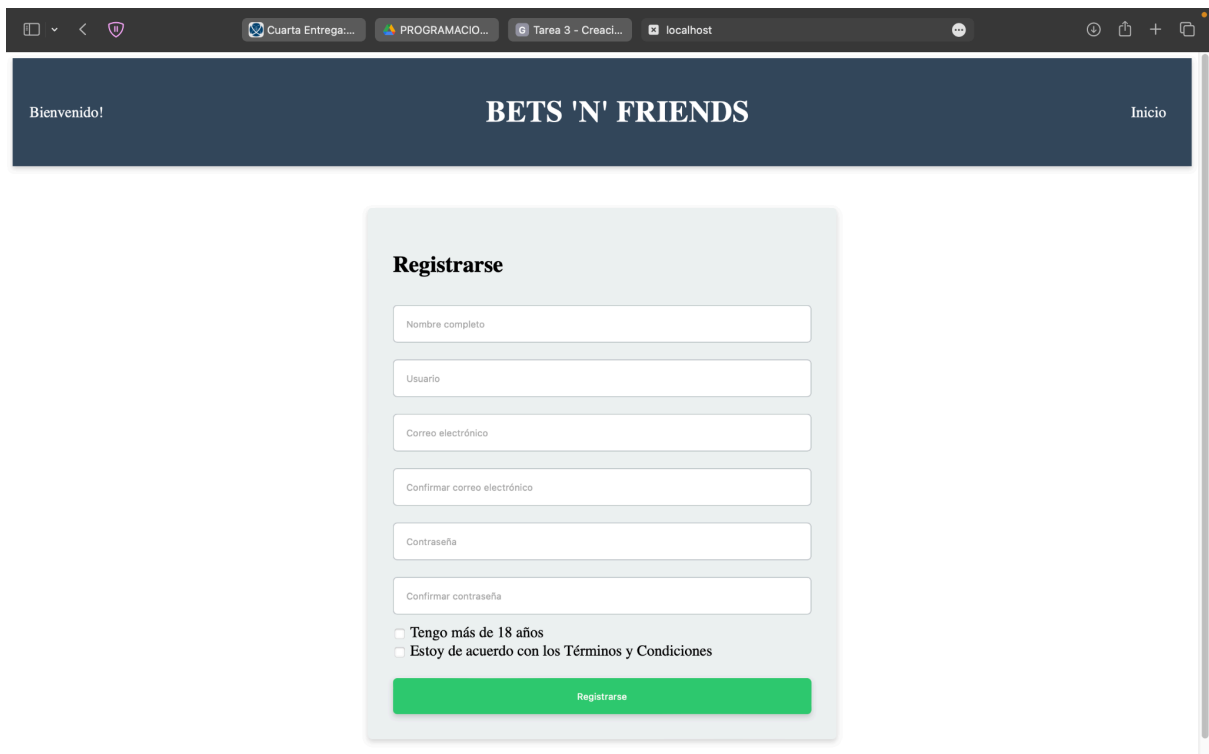 Cuarta Entrega:...
PROGRAMACIO...
G Tarea 3 - Creaci...
localhost
Bienvenido!
BETS 'N' FRIENDS
Inicio
Registrarse
Nombre completo
Usuario
Correo electrónico
Confirmar correo electrónico
Contraseña
Confirmar contraseña
Tengo más de 18 años
Estoy de acuerdo con los Términos y Condiciones
Registrarse